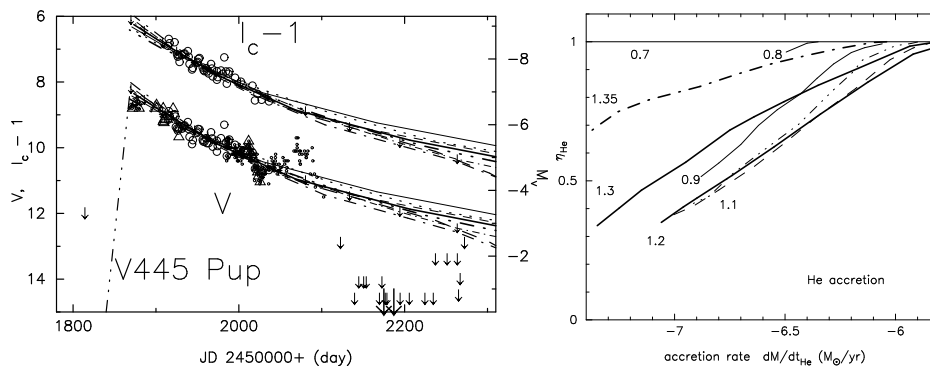 I_c−1
V
V445 Pup
6
8
10
12
14
V, I_c − 1
1800
2000
2200
JD 2450000+ (day)
−8
−6
−4
−2
M_v
1
0.5
0
η_He
0.7
0.8
1.35
1.3
0.9
1.1
1.2
He accretion
−7
−6.5
−6
accretion rate dM/dt_He (M_⊙/yr)